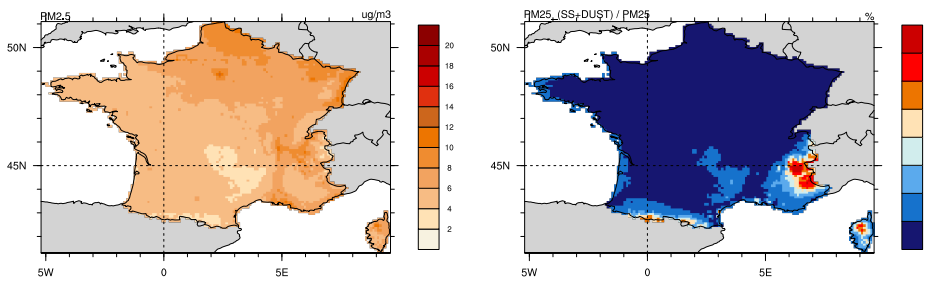 PM2.5 ug/m3
50N
45N
5W 0 5E
20
18
16
14
12
10
8
6
4
2
PM25_(SS+DUST) / PM25 %
50N
45N
5W 0 5E